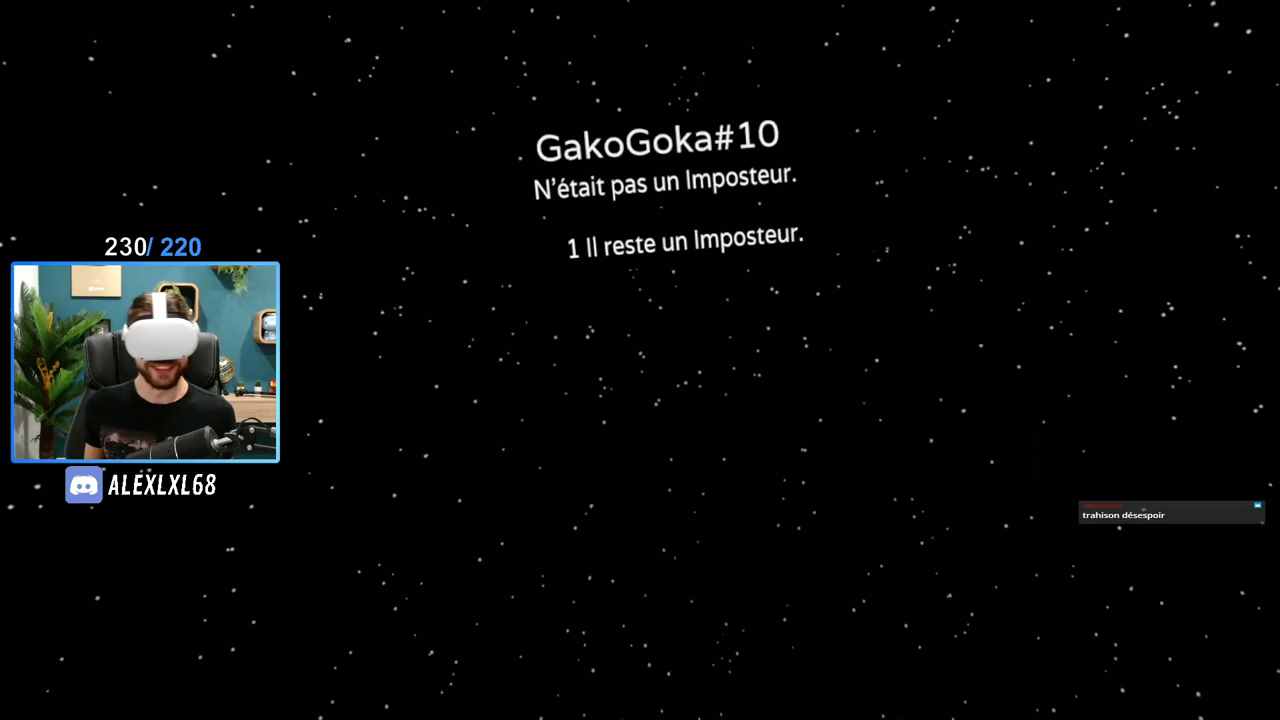 GakoGoka#10
N'était pas un Imposteur.
1 Il reste un Imposteur.
230/ 220
ALEXLXL68
trahison désespoir